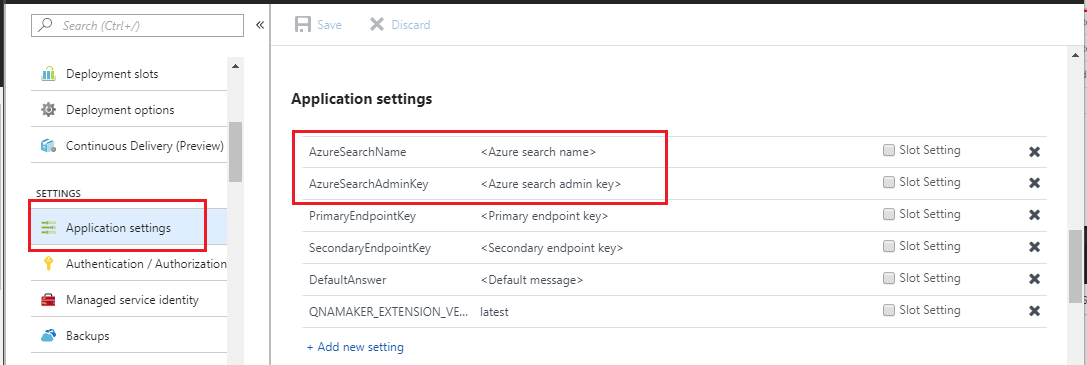 Search (Ctrl+/)
«
Deployment slots
Deployment options
Continuous Delivery (Preview)
SETTINGS
Application settings
Authentication / Authorization
Managed service identity
Backups
Save Discard
Application settings
AzureSearchName <Azure search name> Slot Setting
AzureSearchAdminKey <Azure search admin key> Slot Setting
PrimaryEndpointKey <Primary endpoint key> Slot Setting
SecondaryEndpointKey <Secondary endpoint key> Slot Setting
DefaultAnswer <Default message> Slot Setting
QNAMAKER_EXTENSION_VE... latest Slot Setting
+ Add new setting